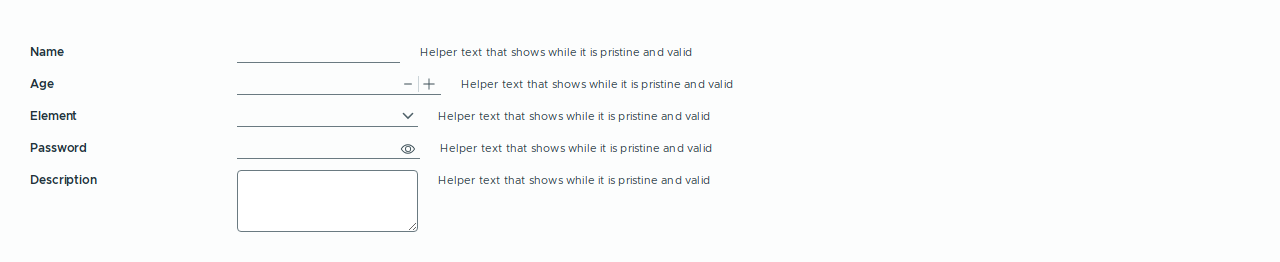 Name Helper text that shows while it is pristine and valid
Age Helper text that shows while it is pristine and valid
Element Helper text that shows while it is pristine and valid
Password Helper text that shows while it is pristine and valid
Description Helper text that shows while it is pristine and valid